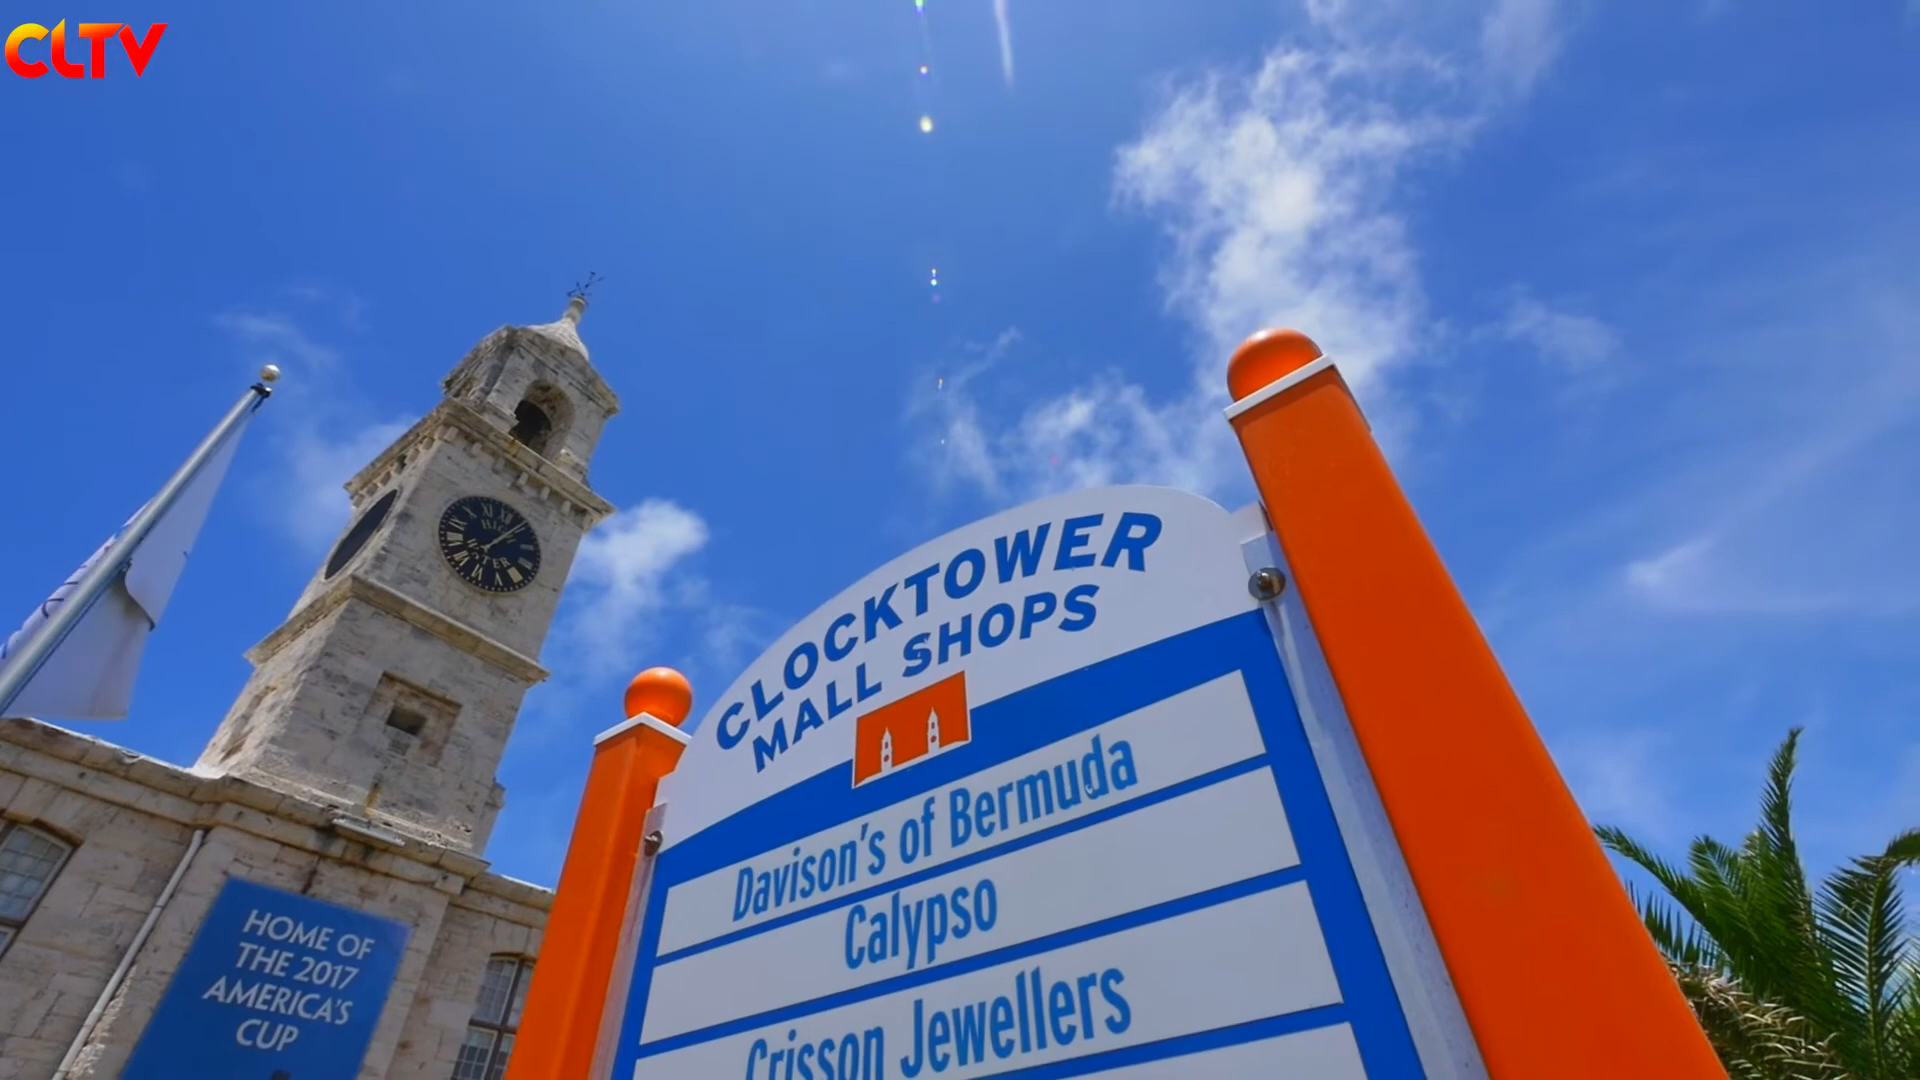 CLTV
CLOCKTOWER
MALL SHOPS
Davison's of Bermuda
Calypso
Crisson Jewellers
HOME OF
THE 2017
AMERICA'S
CUP